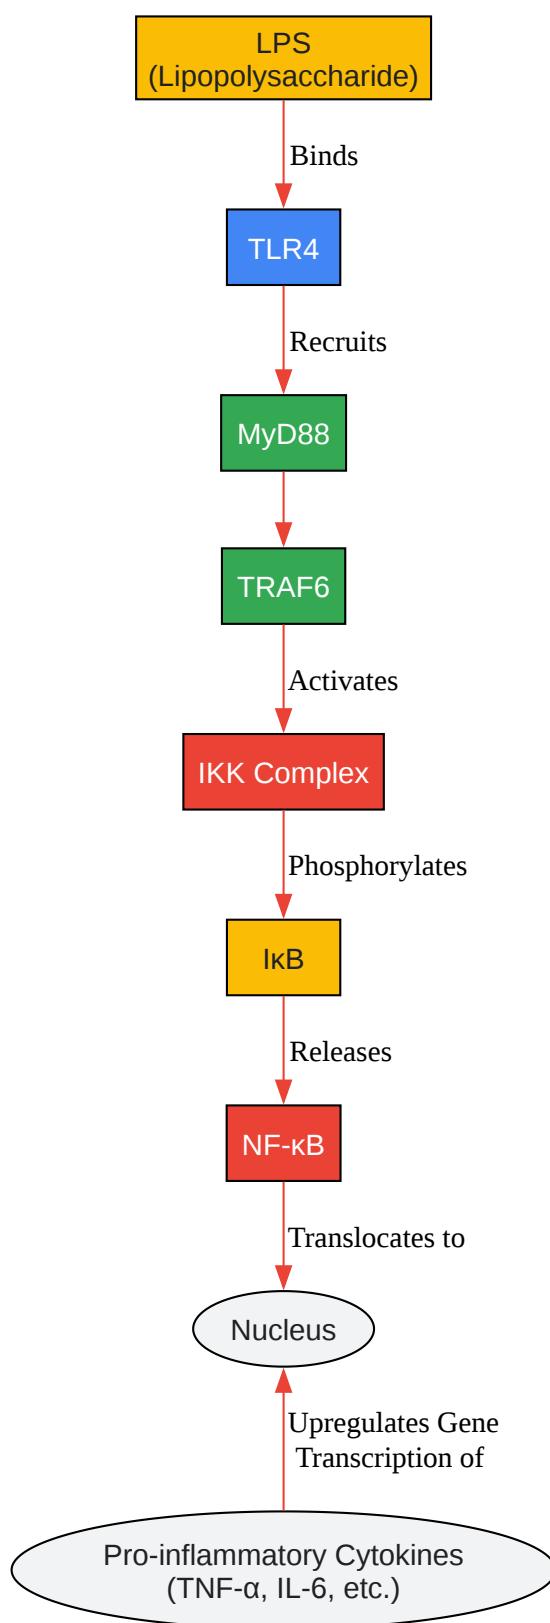 LPS
(Lipopolysaccharide)
Binds
TLR4
Recruits
MyD88
TRAF6
Activates
IKK Complex
Phosphorylates
IκB
Releases
NF-κB
Translocates to
Nucleus
Upregulates Gene
Transcription of
Pro-inflammatory Cytokines
(TNF-α, IL-6, etc.)